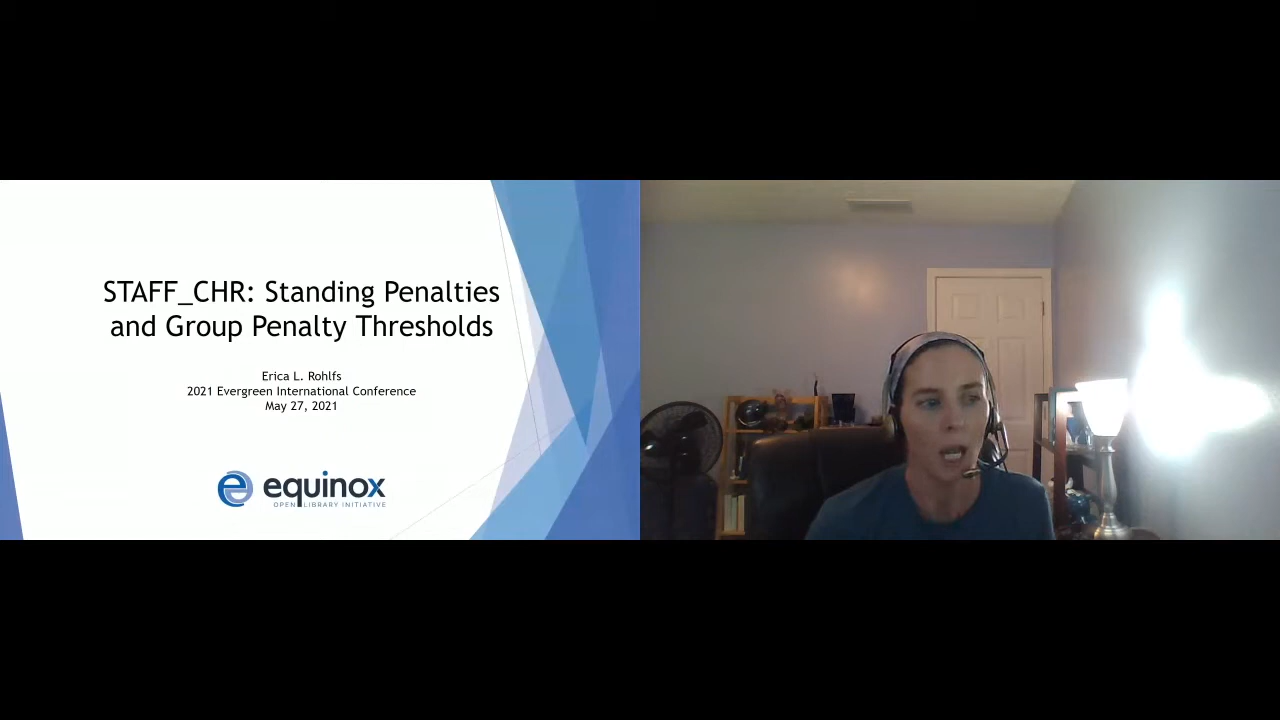 STAFF_CHR: Standing Penalties
and Group Penalty Thresholds
Erica L. Rohlfs
2021 Evergreen International Conference
May 27, 2021
equinox
OPEN LIBRARY INITIATIVE